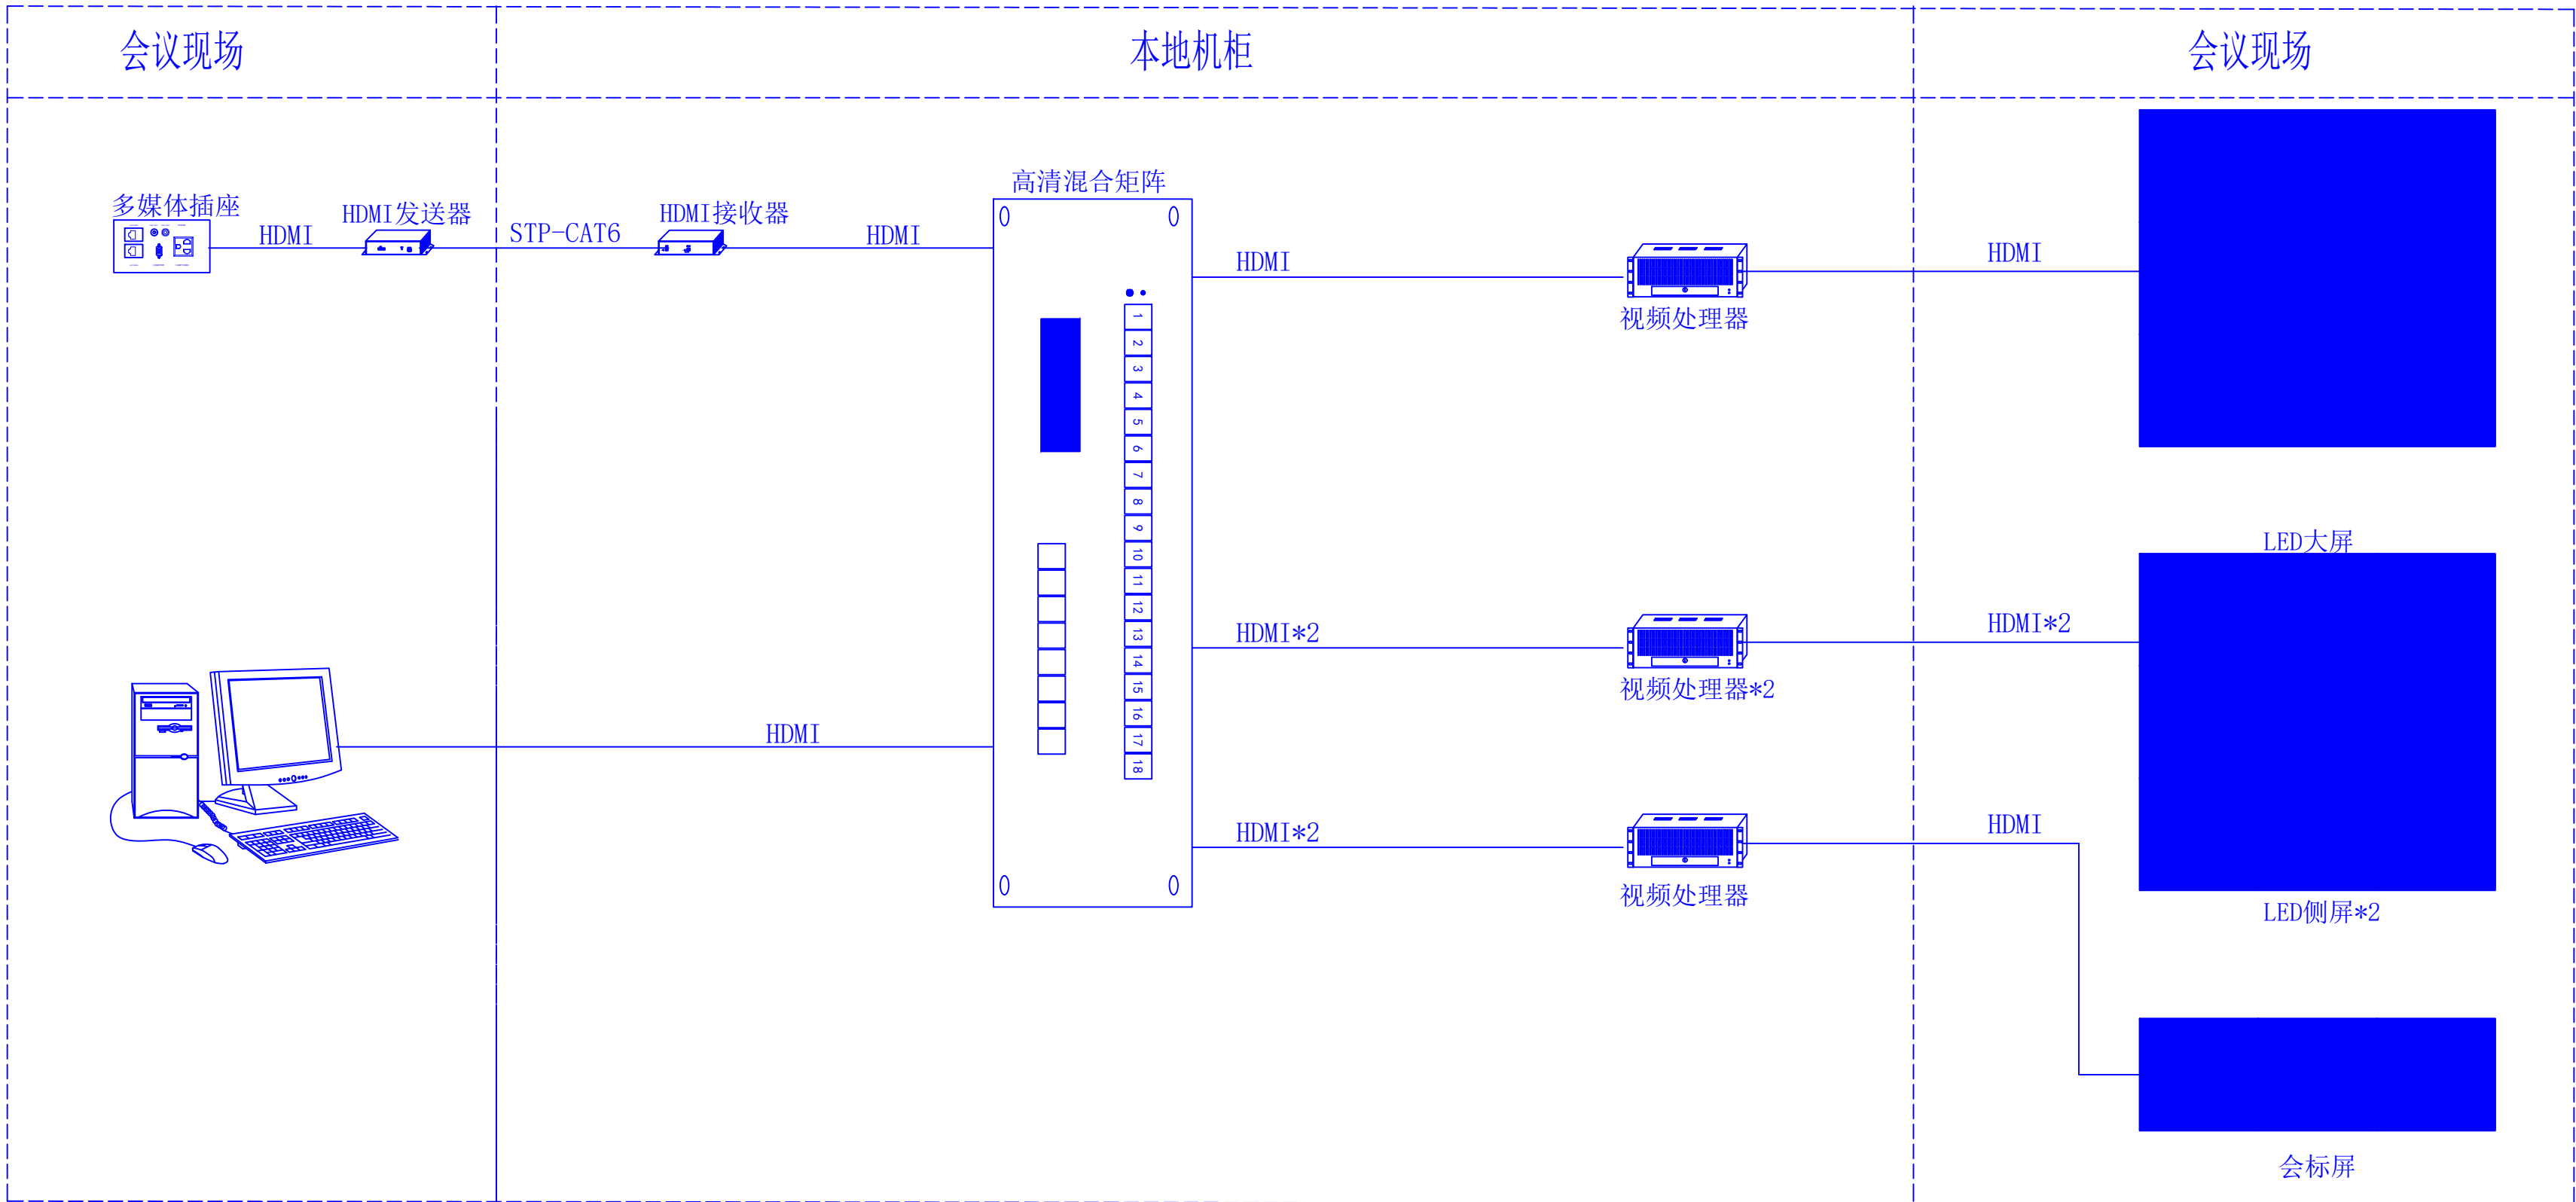 会议现场
本地机柜
会议现场
多媒体插座
HDMI
HDMI发送器
STP-CAT6
HDMI接收器
HDMI
高清混合矩阵
1
2
3
4
5
6
7
8
9
10
11
12
13
14
15
16
17
18
HDMI
视频处理器
HDMI
LED大屏
HDMI*2
视频处理器*2
HDMI*2
LED侧屏*2
HDMI
HDMI*2
视频处理器
HDMI
会标屏